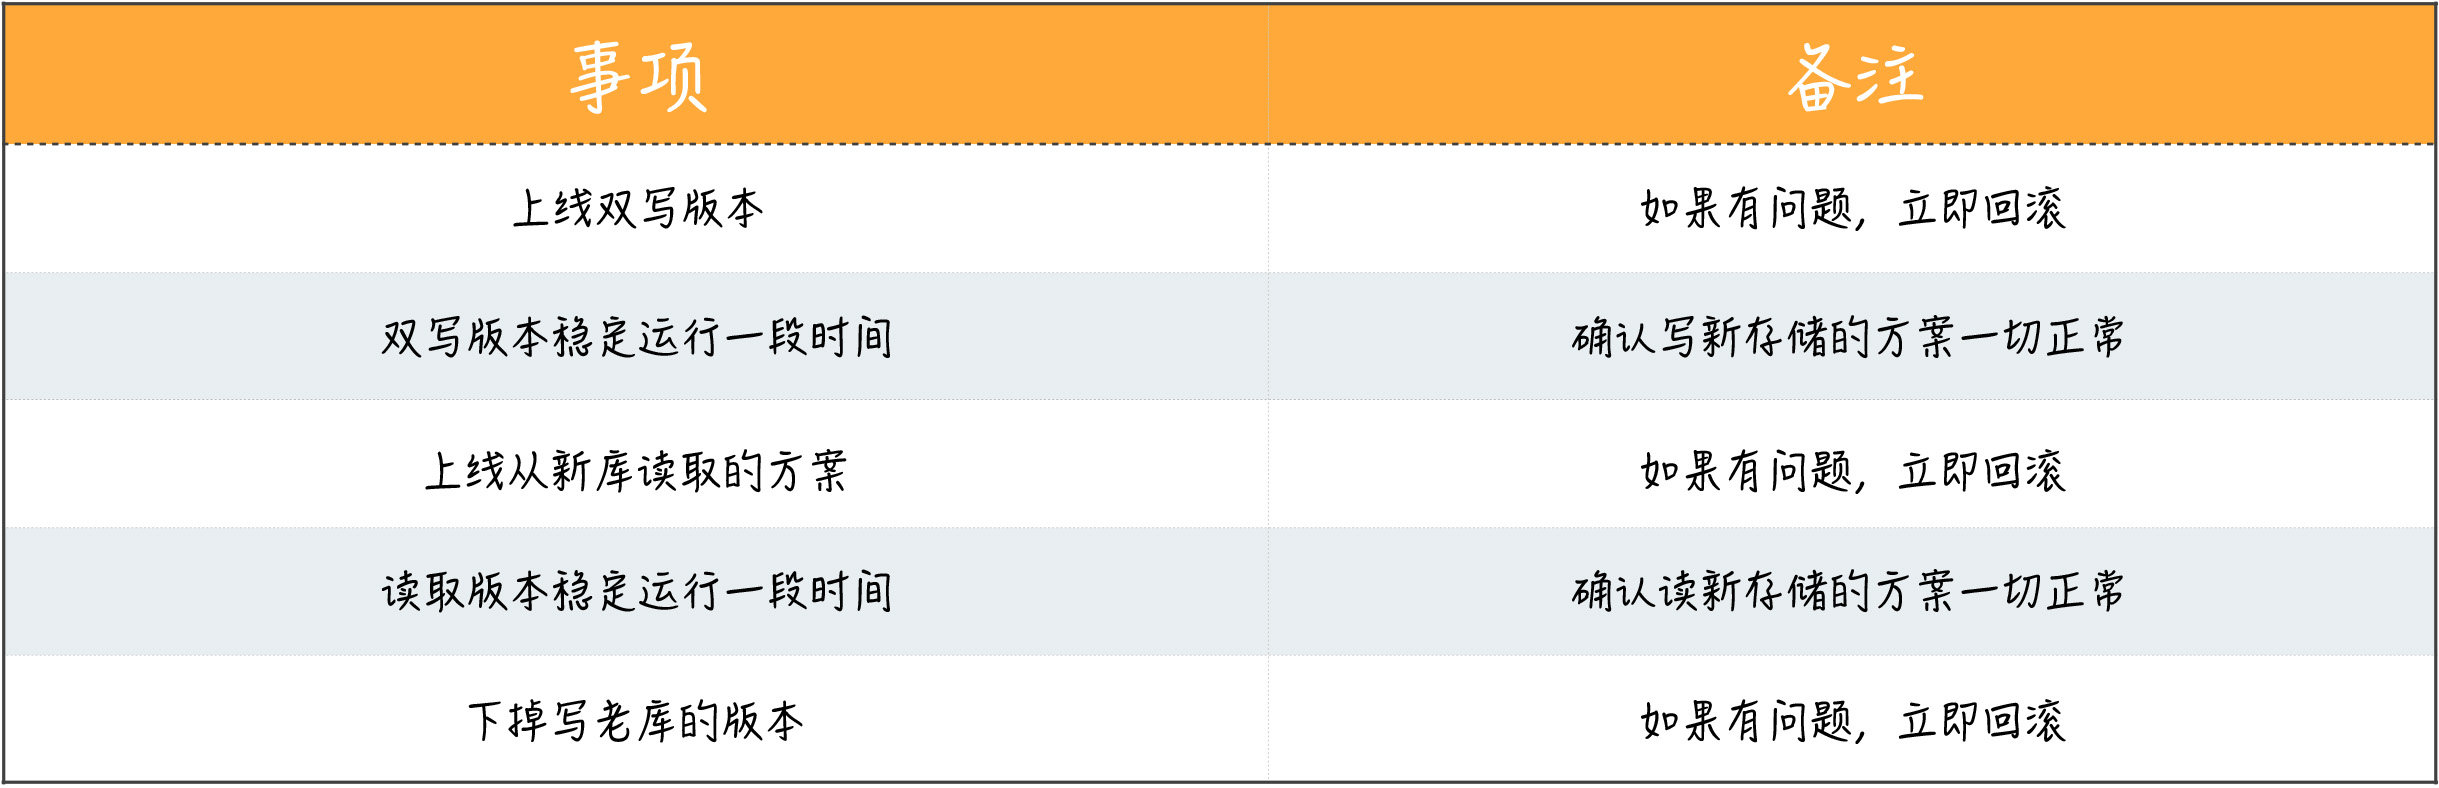 事项 备注
上线双写版本 如果有问题，立即回滚
双写版本稳定运行一段时间 确认写新存储的方案一切正常
上线从新库读取的方案 如果有问题，立即回滚
读取版本稳定运行一段时间 确认读新存储的方案一切正常
下掉写老库的版本 如果有问题，立即回滚